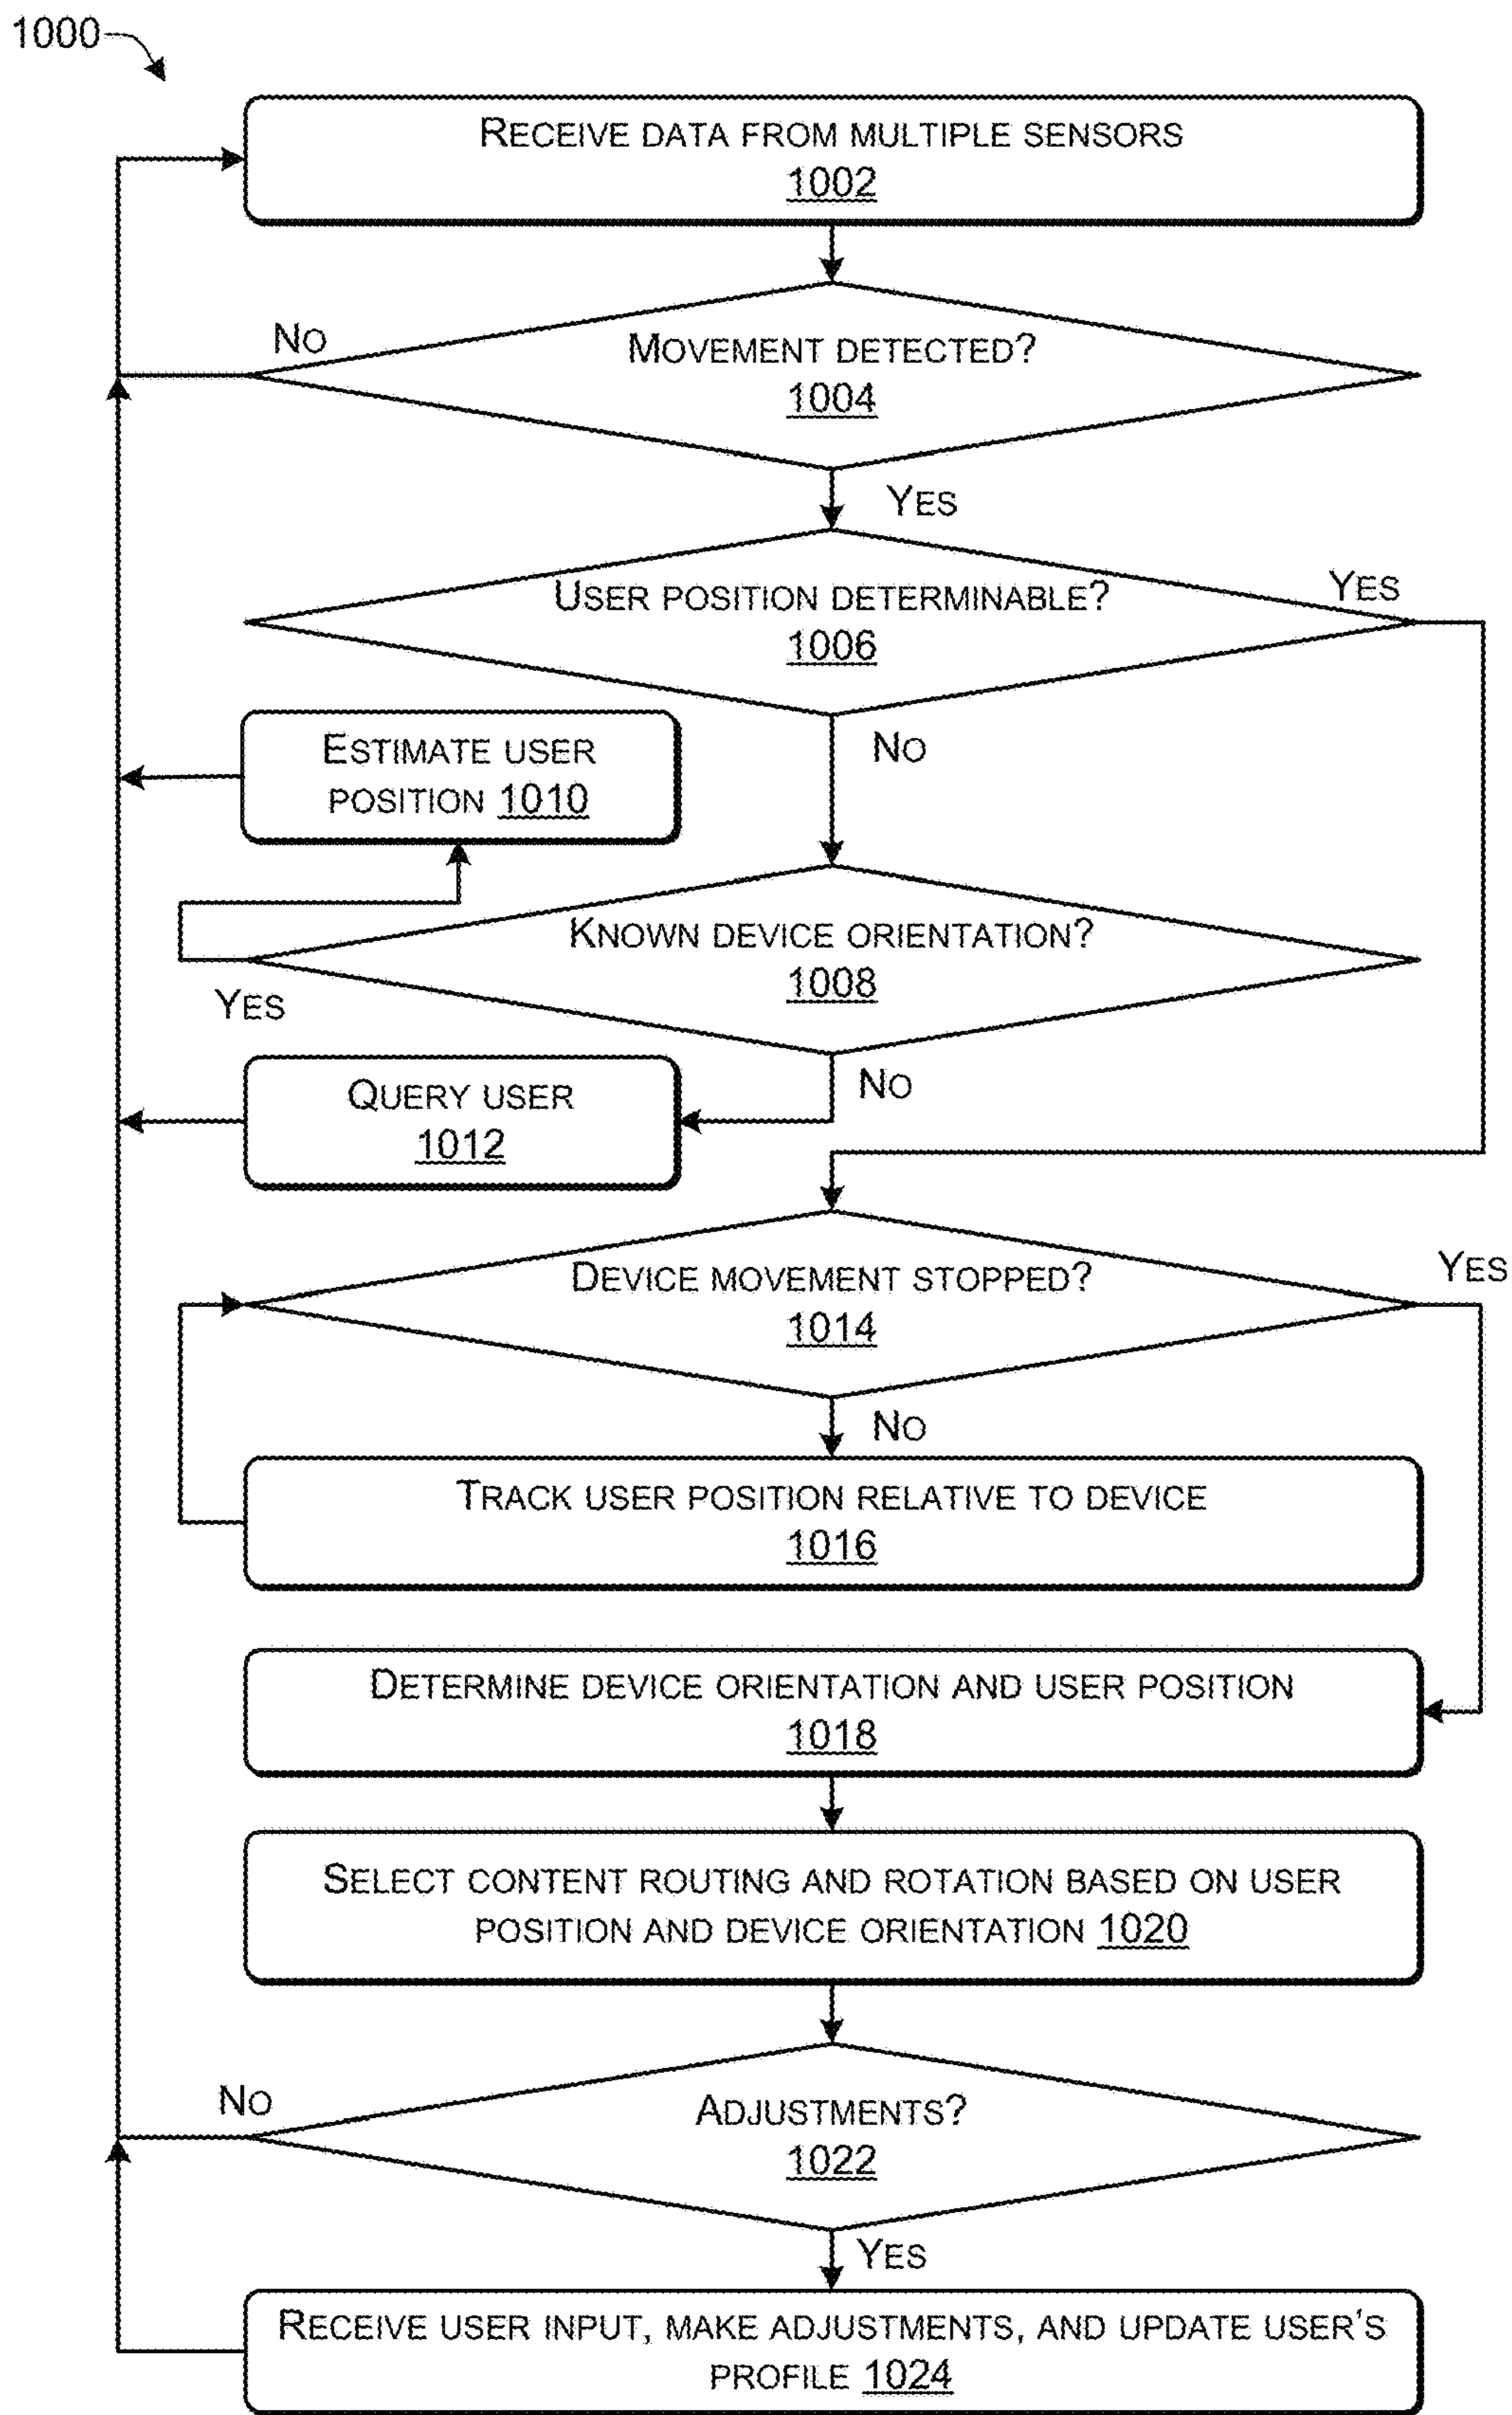 1000
RECEIVE DATA FROM MULTIPLE SENSORS
1002
NO
MOVEMENT DETECTED?
1004
YES
USER POSITION DETERMINABLE?
1006
YES
NO
ESTIMATE USER
POSITION 1010
KNOWN DEVICE ORIENTATION?
1008
YES
NO
QUERY USER
1012
DEVICE MOVEMENT STOPPED?
1014
YES
NO
TRACK USER POSITION RELATIVE TO DEVICE
1016
DETERMINE DEVICE ORIENTATION AND USER POSITION
1018
SELECT CONTENT ROUTING AND ROTATION BASED ON USER
POSITION AND DEVICE ORIENTATION 1020
NO
ADJUSTMENTS?
1022
YES
RECEIVE USER INPUT, MAKE ADJUSTMENTS, AND UPDATE USER'S
PROFILE 1024